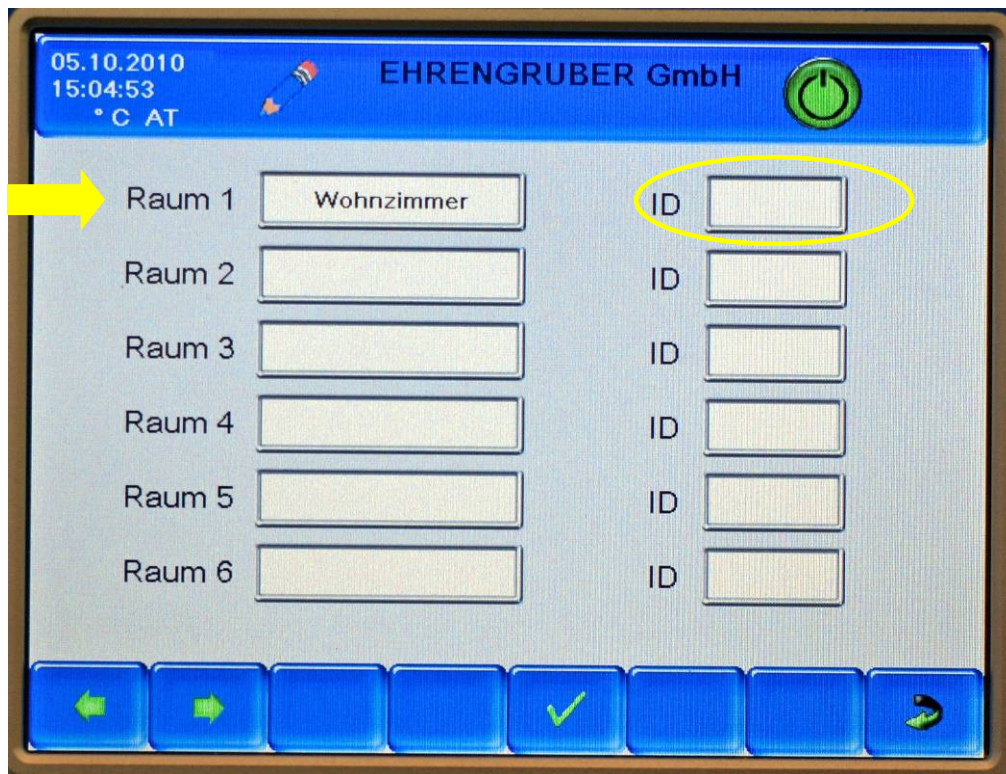 05.10.2010
15:04:53
° C AT
EHRENGRUBER GmbH
Raum 1 Wohnzimmer ID
Raum 2 ID
Raum 3 ID
Raum 4 ID
Raum 5 ID
Raum 6 ID